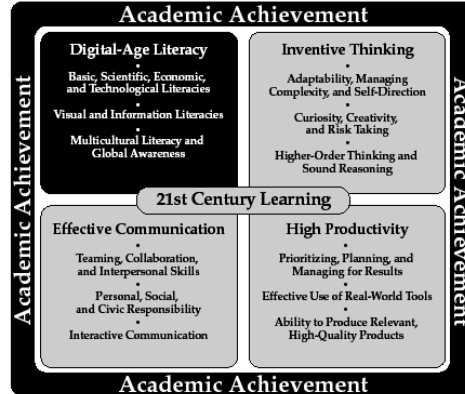 Academic Achievement
Academic Achievement
Academic Achievement
Digital-Age Literacy
•
Basic, Scientific, Economic,
and Technological Literacies
•
Visual and Information Literacies
•
Multicultural Literacy and
Global Awareness
Inventive Thinking
•
Adaptability, Managing
Complexity, and Self-Direction
•
Curiosity, Creativity,
and Risk Taking
•
Higher-Order Thinking and
Sound Reasoning
21st Century Learning
Effective Communication
•
Teaming, Collaboration,
and Interpersonal Skills
•
Personal, Social,
and Civic Responsibility
•
Interactive Communication
High Productivity
•
Prioritizing, Planning, and
Managing for Results
•
Effective Use of Real-World Tools
•
Ability to Produce Relevant,
High-Quality Products
Academic Achievement